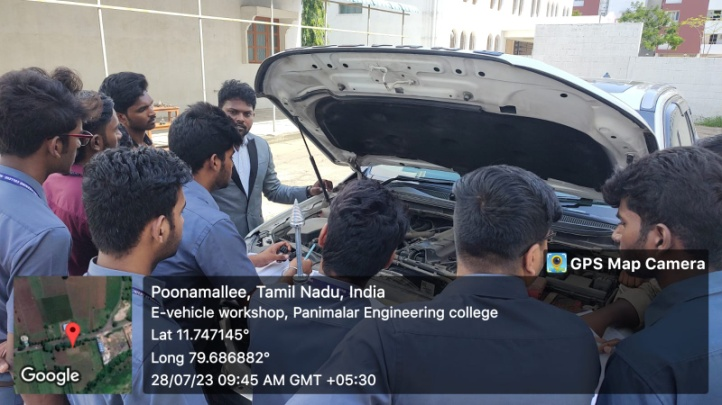 GPS Map Camera
Poonamallee, Tamil Nadu, India
E-vehicle workshop, Panimalar Engineering college
Lat 11.747145°
Long 79.686882°
28/07/23 09:45 AM GMT +05:30
Google